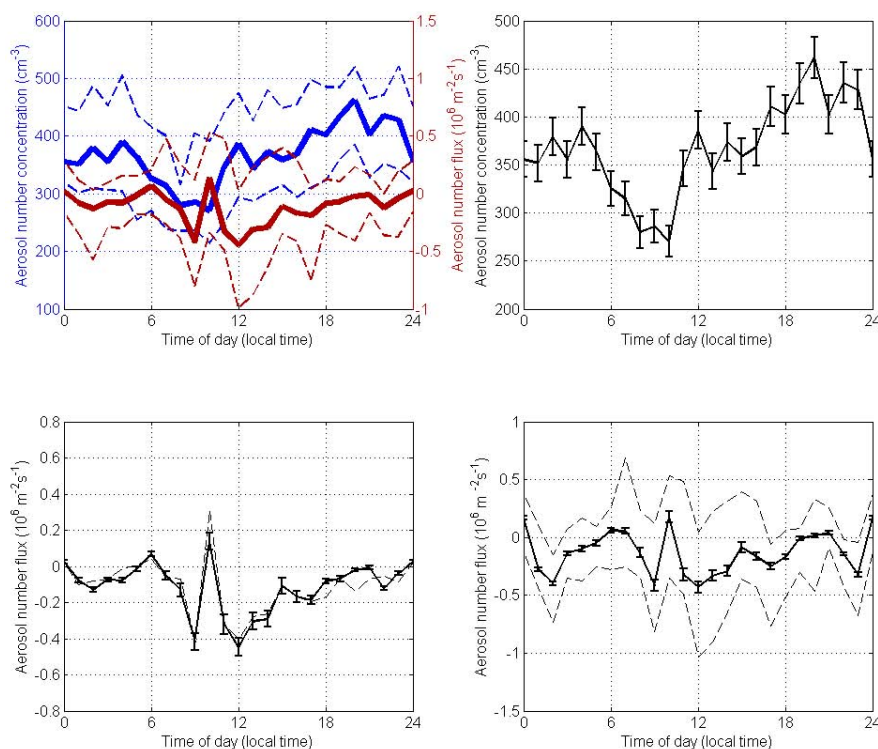 600
500
400
300
200
100
Aerosol number concentration (cm-3)
1.5
1
0.5
0
-0.5
-1
Aerosol number flux (10^6 m-2s-1)
0 6 12 18 24
Time of day (local time)
500
450
400
350
300
250
200
Aerosol number concentration (cm-3)
0 6 12 18 24
Time of day (local time)
0.8
0.6
0.4
0.2
0
-0.2
-0.4
-0.6
-0.8
Aerosol number flux (10^6 m-2s-1)
0 6 12 18 24
Time of day (local time)
1
0.5
0
-0.5
-1
-1.5
Aerosol number flux (10^6 m-2s-1)
0 6 12 18 24
Time of day (local time)